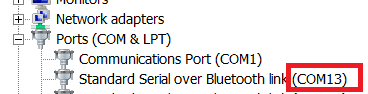 Monitors
Network adapters
Ports (COM & LPT)
Communications Port (COM1)
Standard Serial over Bluetooth link (COM13)